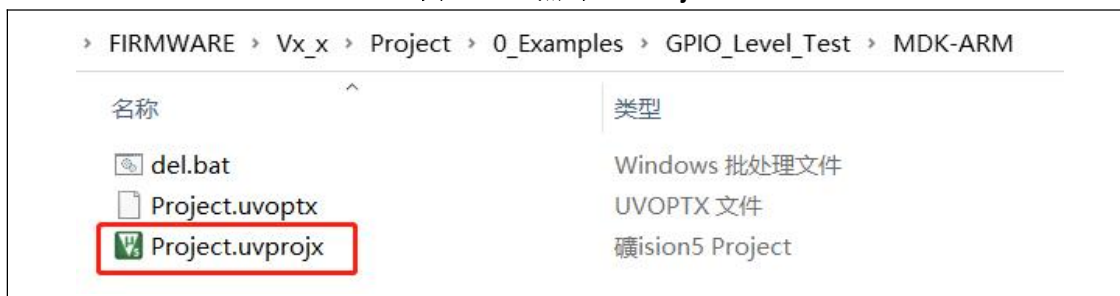 › FIRMWARE › Vx_x › Project › 0_Examples › GPIO_Level_Test › MDK-ARM
名称 类型
del.bat Windows 批处理文件
Project.uvoptx UVOPTX 文件
Project.uvprojx 礦ision5 Project